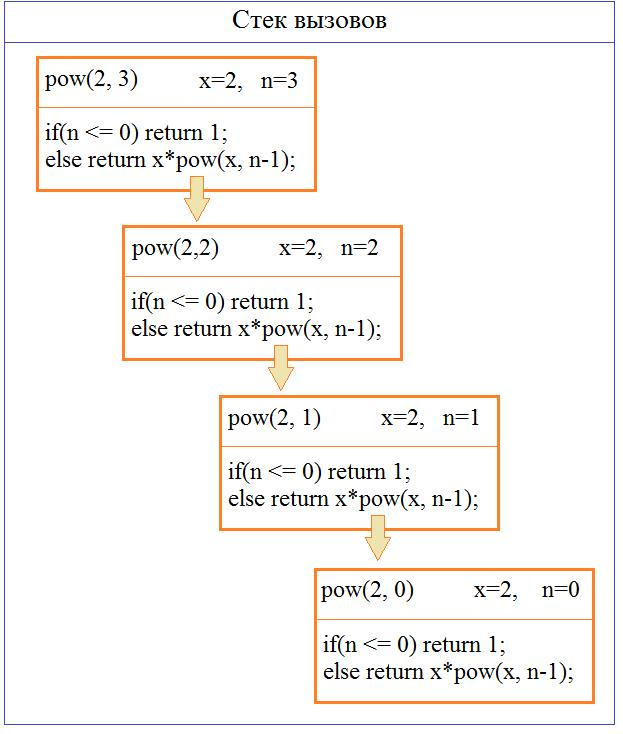 Стек вызовов
pow(2, 3) x=2, n=3
if(n <= 0) return 1;
else return x*pow(x, n-1);
pow(2,2) x=2, n=2
if(n <= 0) return 1;
else return x*pow(x, n-1);
pow(2, 1) x=2, n=1
if(n <= 0) return 1;
else return x*pow(x, n-1);
pow(2, 0) x=2, n=0
if(n <= 0) return 1;
else return x*pow(x, n-1);